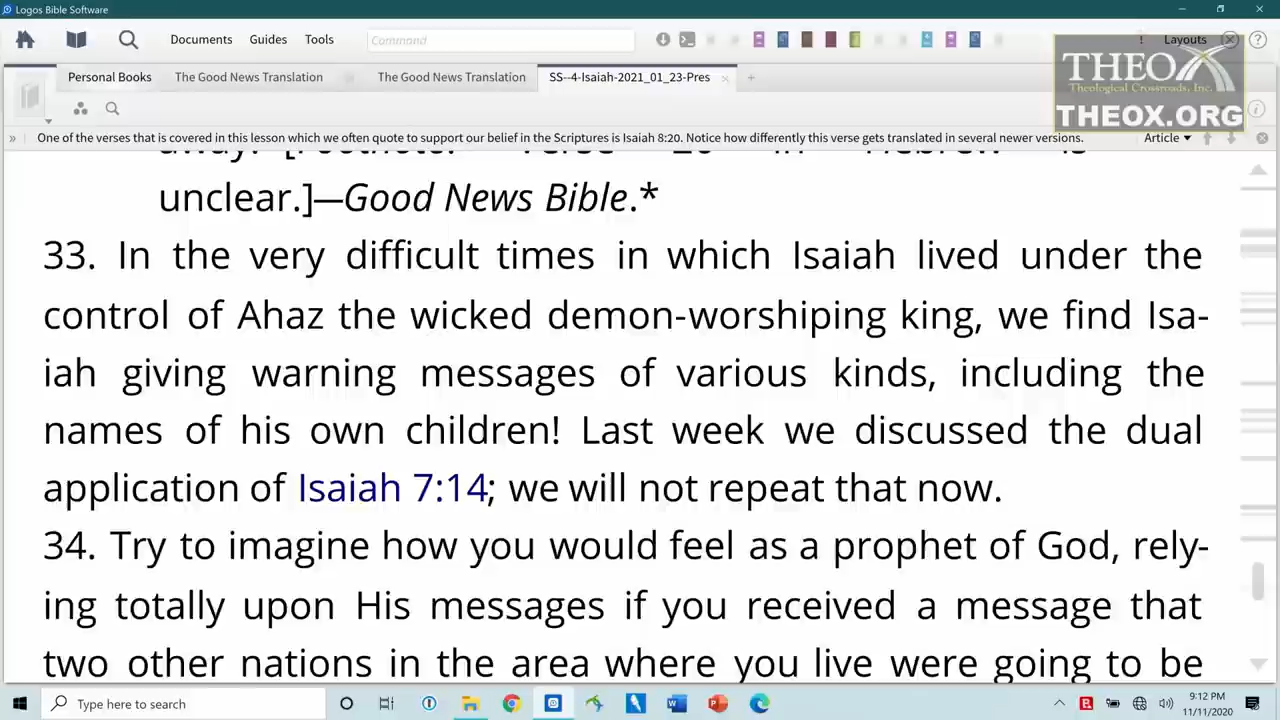 Logos Bible Software
Documents Guides Tools Command Layouts
THEOX
Theological Crossroads, Inc.
THEOX.ORG
Personal Books The Good News Translation The Good News Translation SS--4-Isaiah-2021_01_23-Pres
» One of the verses that is covered in this lesson which we often quote to support our belief in the Scriptures is Isaiah 8:20. Notice how differently this verse gets translated in several newer versions. Article
away. [Footnote: Verse 20 in Hebrew is
unclear.]—Good News Bible.*
33. In the very difficult times in which Isaiah lived under the
control of Ahaz the wicked demon-worshiping king, we find Isa-
iah giving warning messages of various kinds, including the
names of his own children! Last week we discussed the dual
application of Isaiah 7:14; we will not repeat that now.
34. Try to imagine how you would feel as a prophet of God, rely-
ing totally upon His messages if you received a message that
two other nations in the area where you live were going to be
Type here to search
9:12 PM
11/11/2020